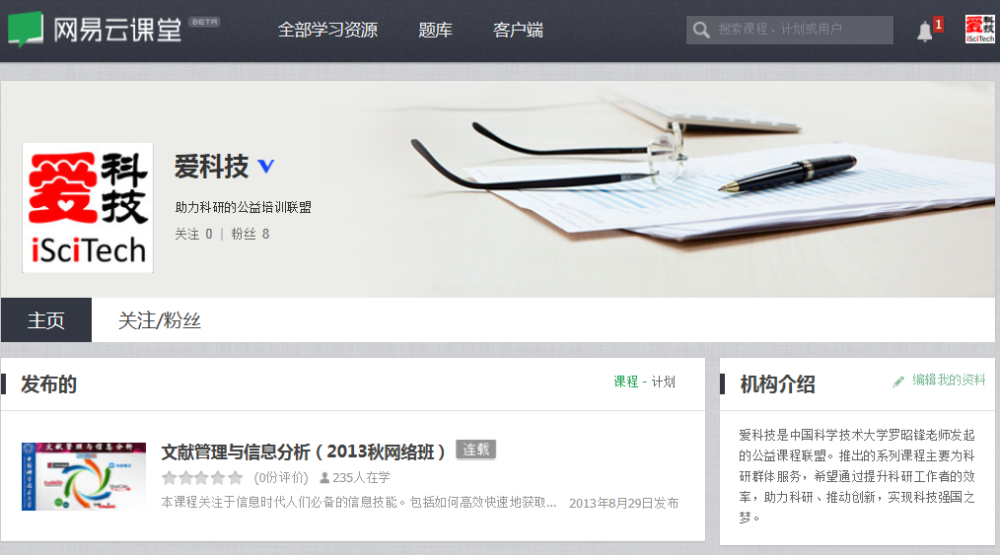 网易云课堂 BETA 全部学习资源 题库 客户端 搜索课程、计划或用户 1
爱科技
iSciTech
爱科技
助力科研的公益培训联盟
关注 0 | 粉丝 8
爱科技
iSciTech
主页 关注/粉丝
发布的 课程 - 计划
文献管理与信息分析
文献管理与信息分析（2013秋网络班） 连载
(0份评价) 235人在学
本课程关注于信息时代人们必备的信息技能。包括如何高效快速地获取... 2013年8月29日发布
机构介绍 编辑我的资料
爱科技是中国科学技术大学罗昭锋老师发起
的公益课程联盟。推出的系列课程主要为科
研群体服务，希望通过提升科研工作者的效
率，助力科研、推动创新，实现科技强国之
梦。